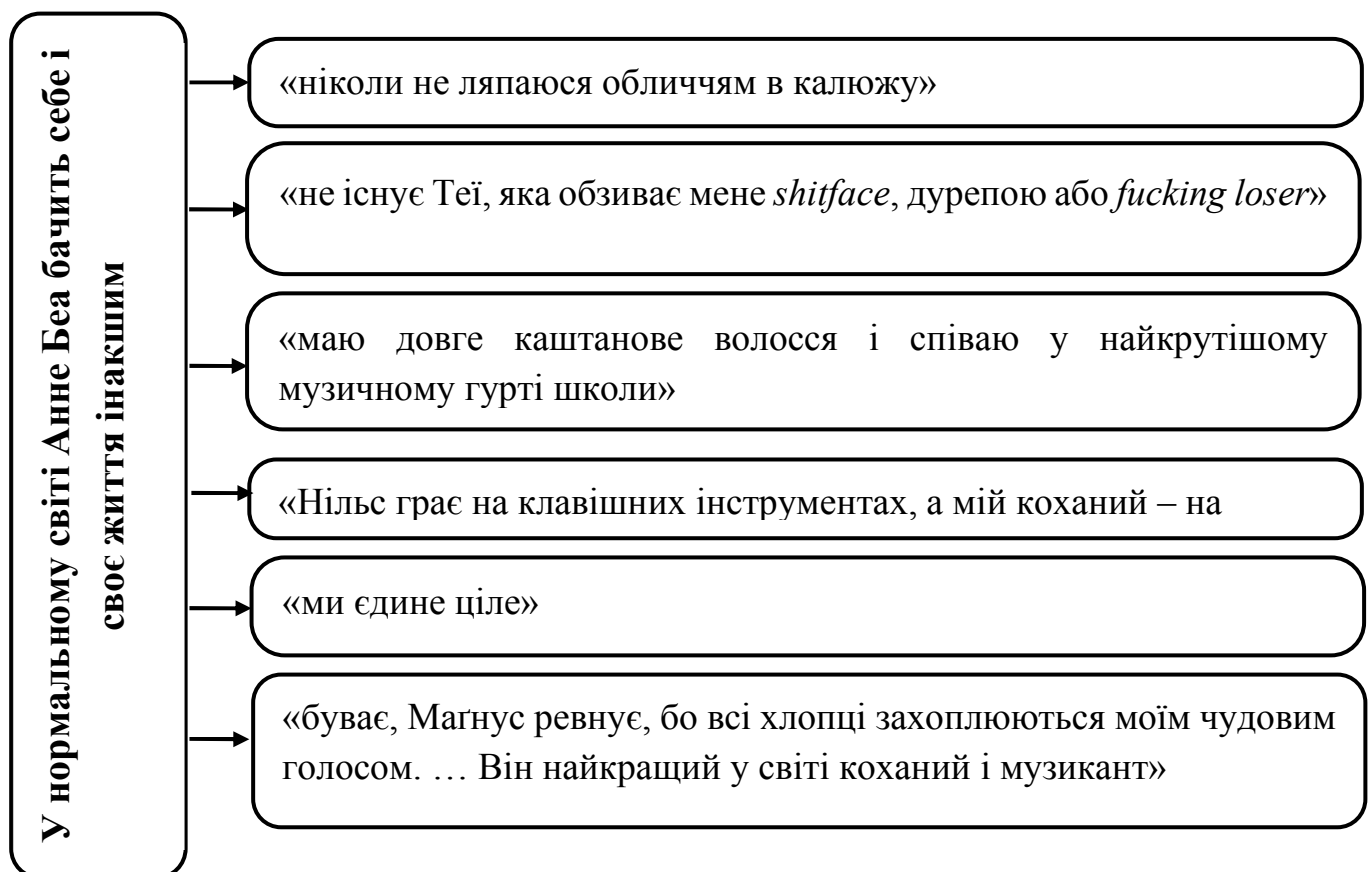 У нормальному світі Анне Беа бачить себе і
своє життя інакшим
«ніколи не ляпаюся обличчям в калюжу»
«не існує Теї, яка обзиває мене shitface, дурепою або fucking loser»
«маю довге каштанове волосся і співаю у найкрутішому
музичному гурті школи»
«Нільс грає на клавішних інструментах, а мій коханий – на
«ми єдине ціле»
«буває, Маґнус ревнує, бо всі хлопці захоплюються моїм чудовим
голосом. … Він найкращий у світі коханий і музикант»